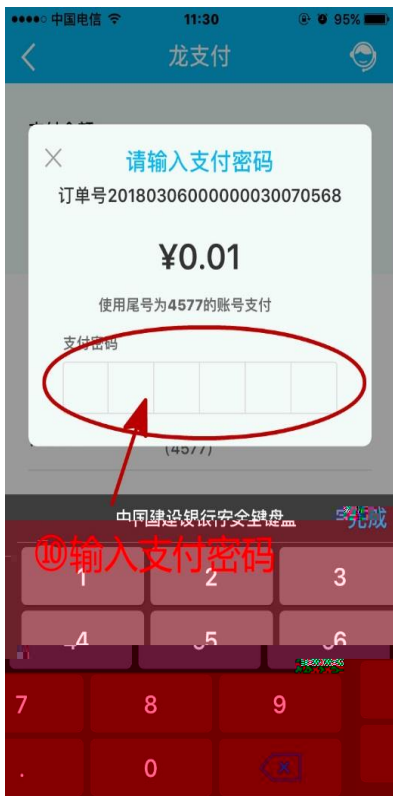 中国电信 11:30 95%
龙支付
请输入支付密码
订单号20180306000000030070568
¥0.01
使用尾号为4577的账号支付
支付密码
(4577)
中国建设银行安全键盘 完成
⑩输入支付密码
1 2 3
4 5 6
7 8 9
. 0